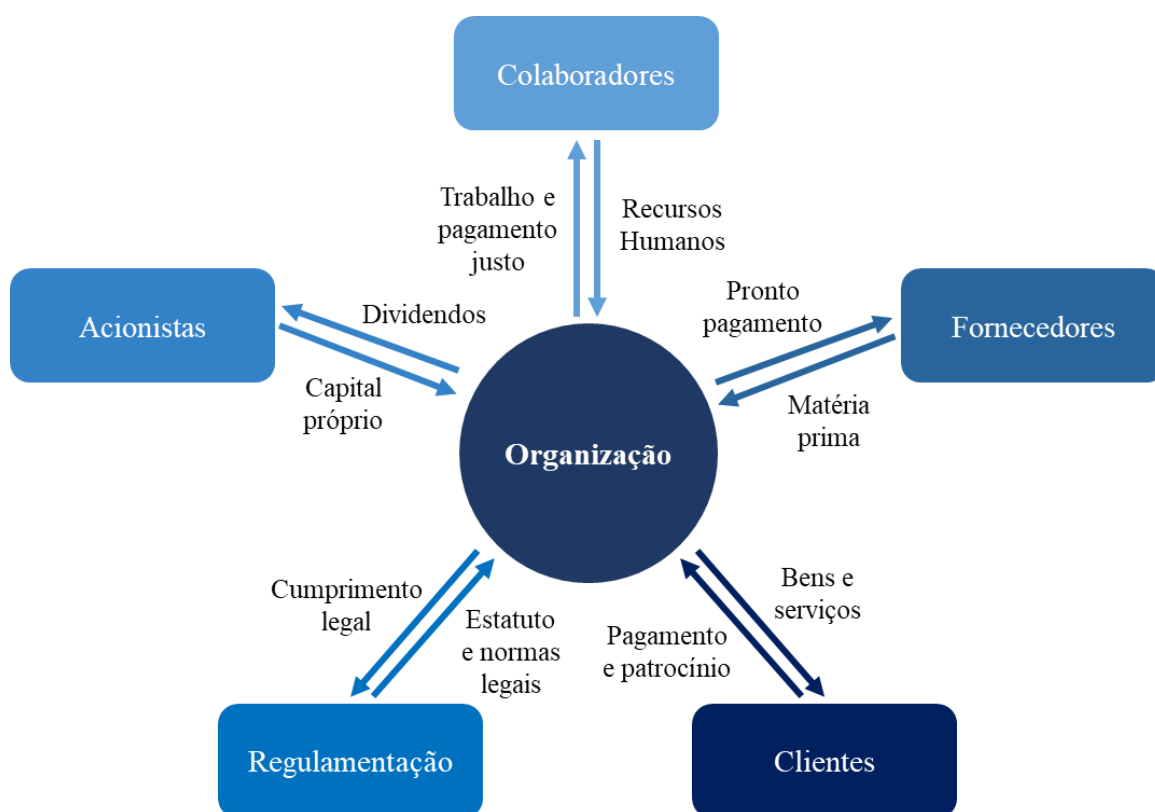 Colaboradores
Trabalho e
pagamento
justo
Recursos
Humanos
Acionistas
Dividendos
Capital
próprio
Pronto
pagamento
Fornecedores
Matéria
prima
Organização
Cumprimento
legal
Estatuto
e normas
legais
Bens e
serviços
Pagamento
e patrocínio
Regulamentação
Clientes